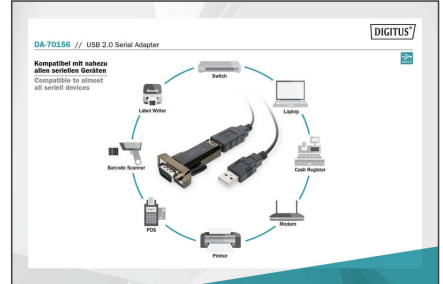 DIGITUS®
DA-70156 // USB 2.0 Serial Adapter
Kompatibel mit nahezu
allen seriellen Geräten
Compatible to almost
all seriell devices
Switch
Label Writer
Laptop
Barcode Scanner
Cash Register
POS
Modem
Printer